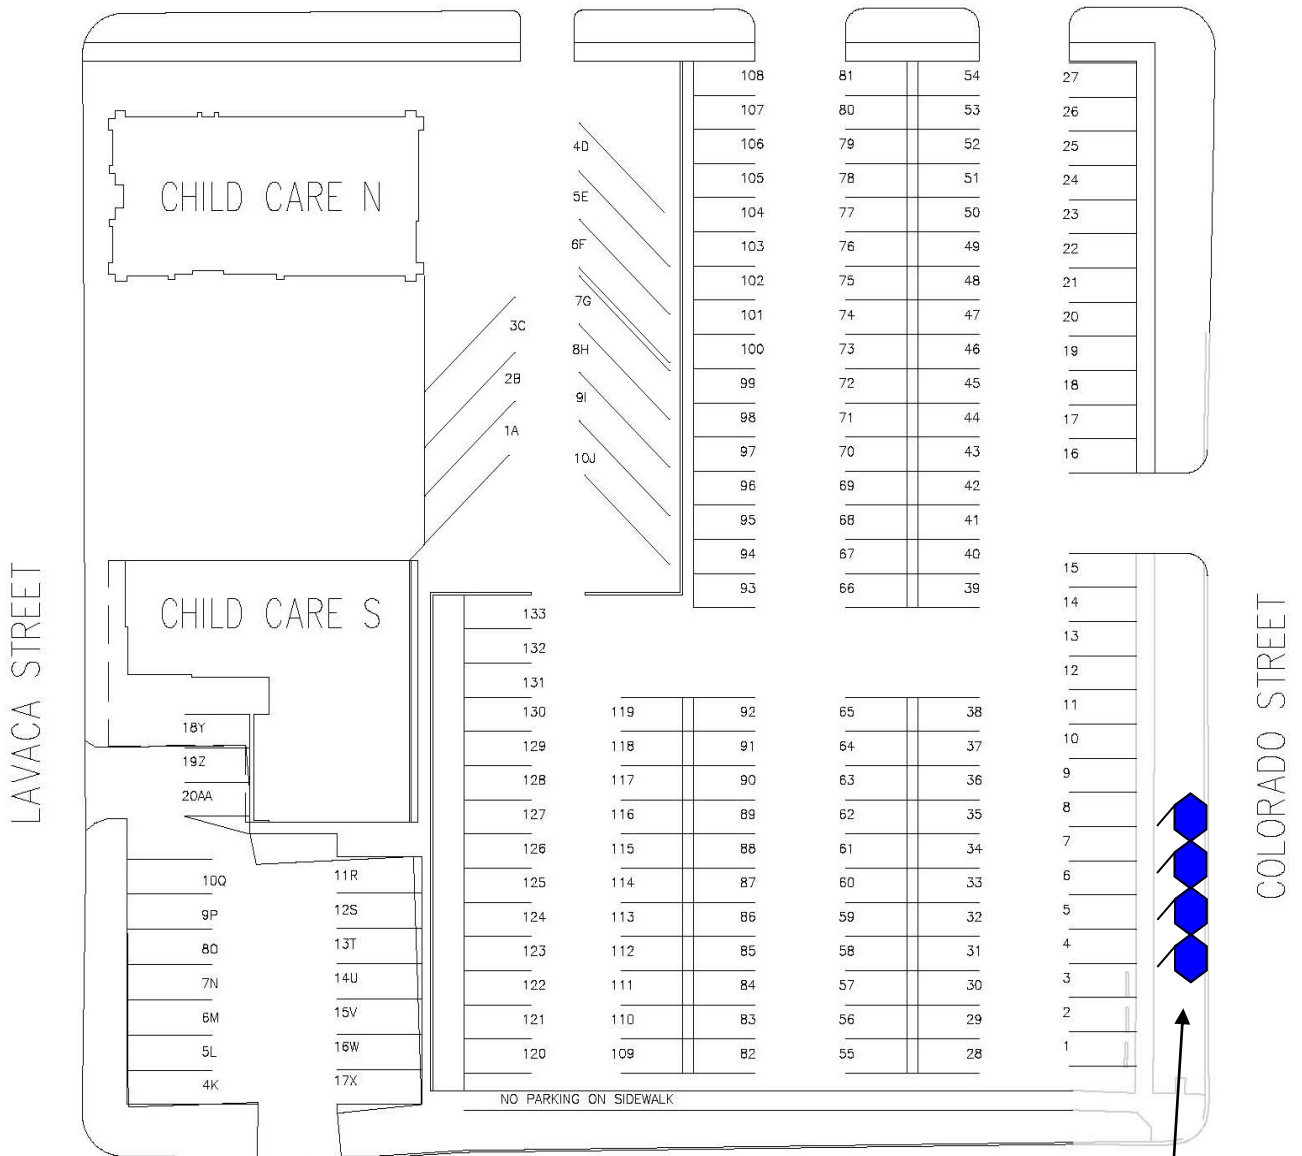 108 81 54 27
107 80 53 26
106 79 52 25
4D
105 78 51 24
CHILD CARE N
5E
104 77 50 23
6F
103 76 49 22
102 75 48 21
7G
101 74 47 20
3C
8H
100 73 46 19
2B
99 72 45 18
9I
98 71 44 17
1A
97 70 43 16
10J
96 69 42
95 68 41
94 67 40
15
93 66 39
14
CHILD CARE S
133
13
132
12
131
11
130 119 92 65 38
18Y
10
129 118 91 64 37
19Z
9
128 117 90 63 36
20AA
8
127 116 89 62 35
7
126 115 88 61 34
11R
6
10Q
125 114 87 60 33
12S
5
9P
124 113 86 59 32
13T
4
8O
123 112 85 58 31
14U
3
7N
122 111 84 57 30
15V
2
6M
121 110 83 56 29
16W
1
5L
120 109 82 55 28
17X
4K
NO PARKING ON SIDEWALK
LAVACA STREET
COLORADO STREET